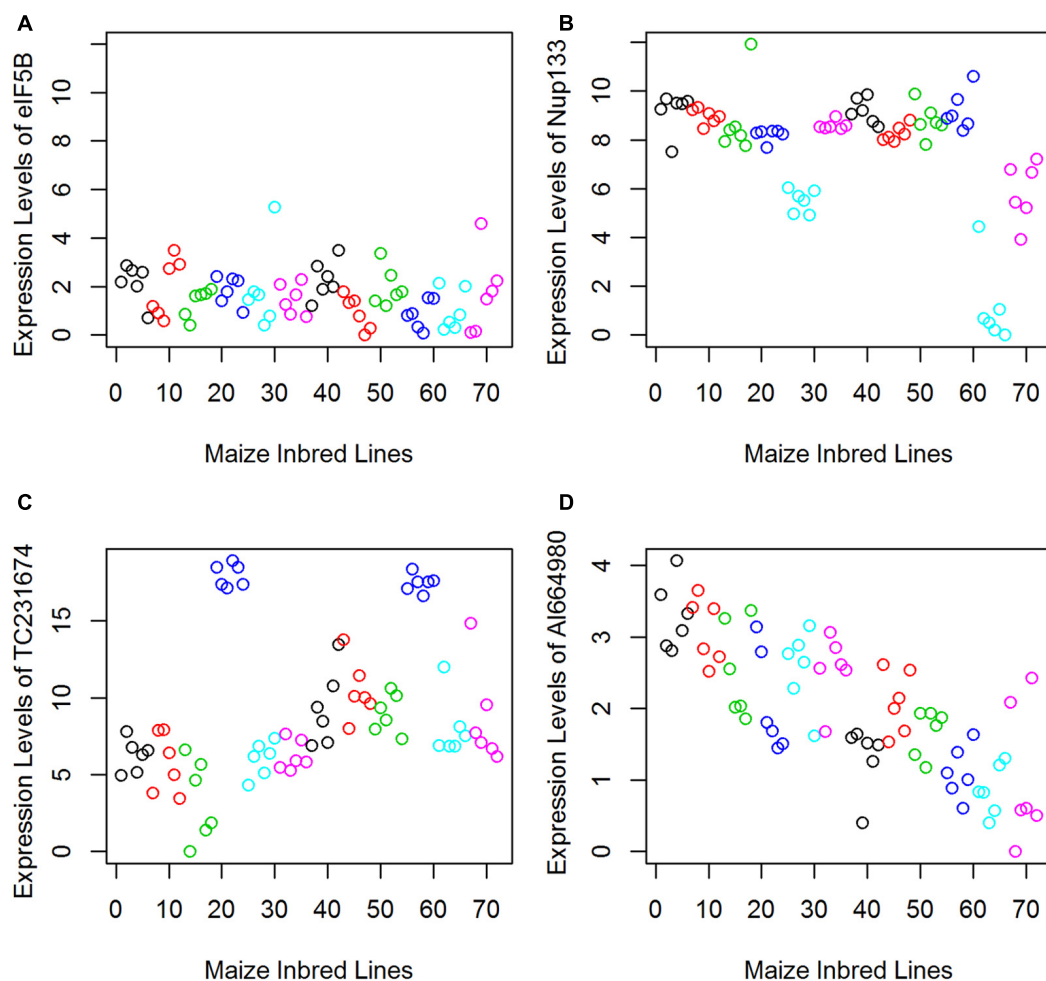 A
Expression Levels of eIF5B
0 2 4 6 8 10
0 10 20 30 40 50 60 70
Maize Inbred Lines
B
Expression Levels of Nup133
0 2 4 6 8 10
0 10 20 30 40 50 60 70
Maize Inbred Lines
C
Expression Levels of TC231674
0 5 10 15
0 10 20 30 40 50 60 70
Maize Inbred Lines
D
Expression Levels of AI664980
0 1 2 3 4
0 10 20 30 40 50 60 70
Maize Inbred Lines